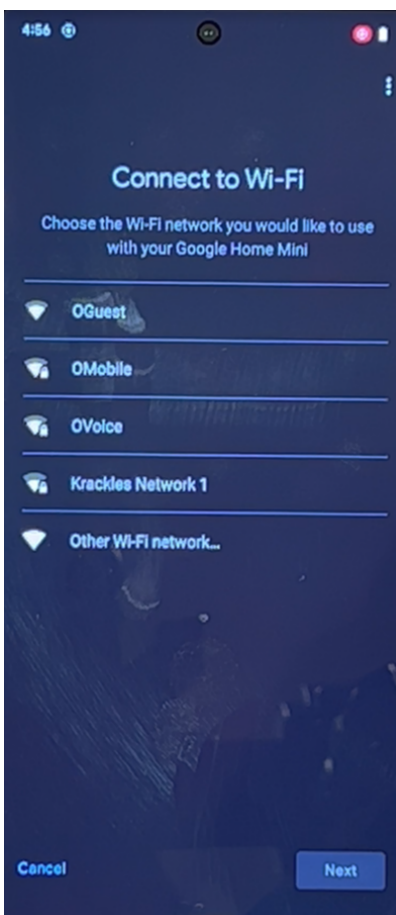 4:56
Connect to Wi-Fi
Choose the Wi-Fi network you would like to use
with your Google Home Mini
OGuest
OMobile
OVoice
Krackles Network 1
Other Wi-Fi network...
Cancel
Next